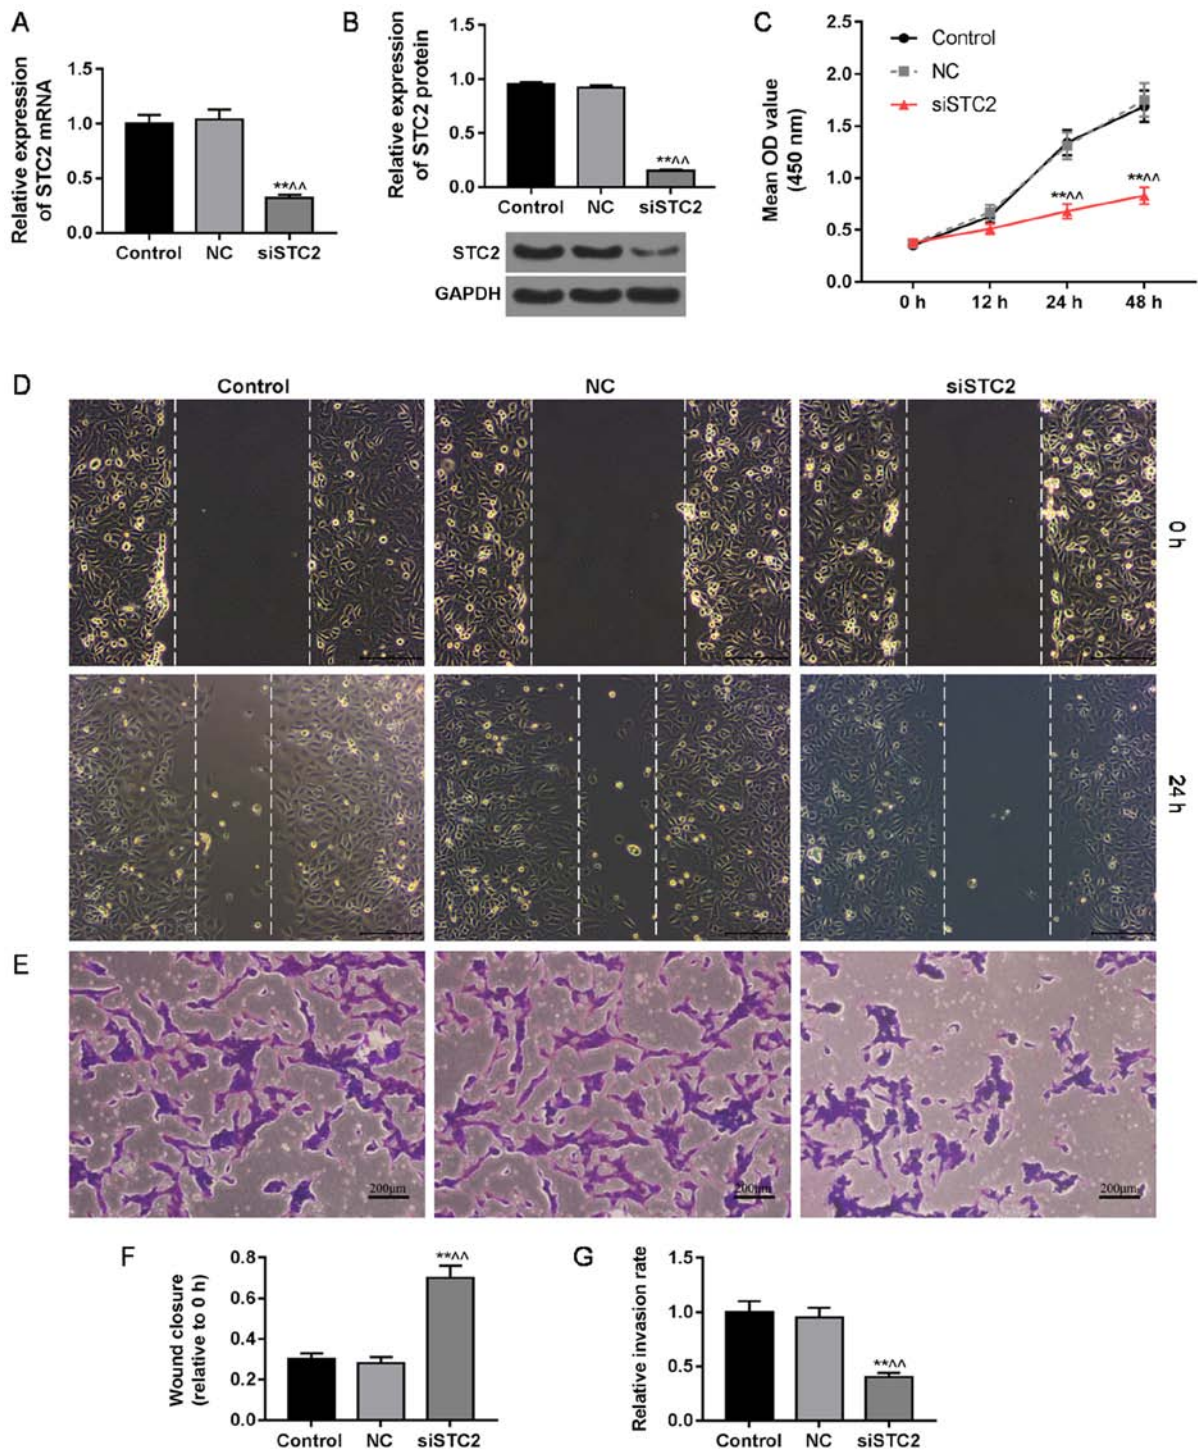 A
Relative expression
of STC2 mRNA
1.5
1.0
0.5
0.0
**^^
Control NC siSTC2
B
Relative expression
of STC2 protein
1.5
1.0
0.5
0.0
**^^
Control NC siSTC2
STC2
GAPDH
C
Mean OD value
(450 nm)
2.5
2.0
1.5
1.0
0.5
0.0
Control
NC
siSTC2
**^^
**^^
0 h 12 h 24 h 48 h
D
Control NC siSTC2
0 h
24 h
E
200μm
200μm
200μm
F
Wound closure
(relative to 0 h)
0.8
0.6
0.4
0.2
0.0
**^^
Control NC siSTC2
G
Relative invasion rate
1.5
1.0
0.5
0.0
**^^
Control NC siSTC2